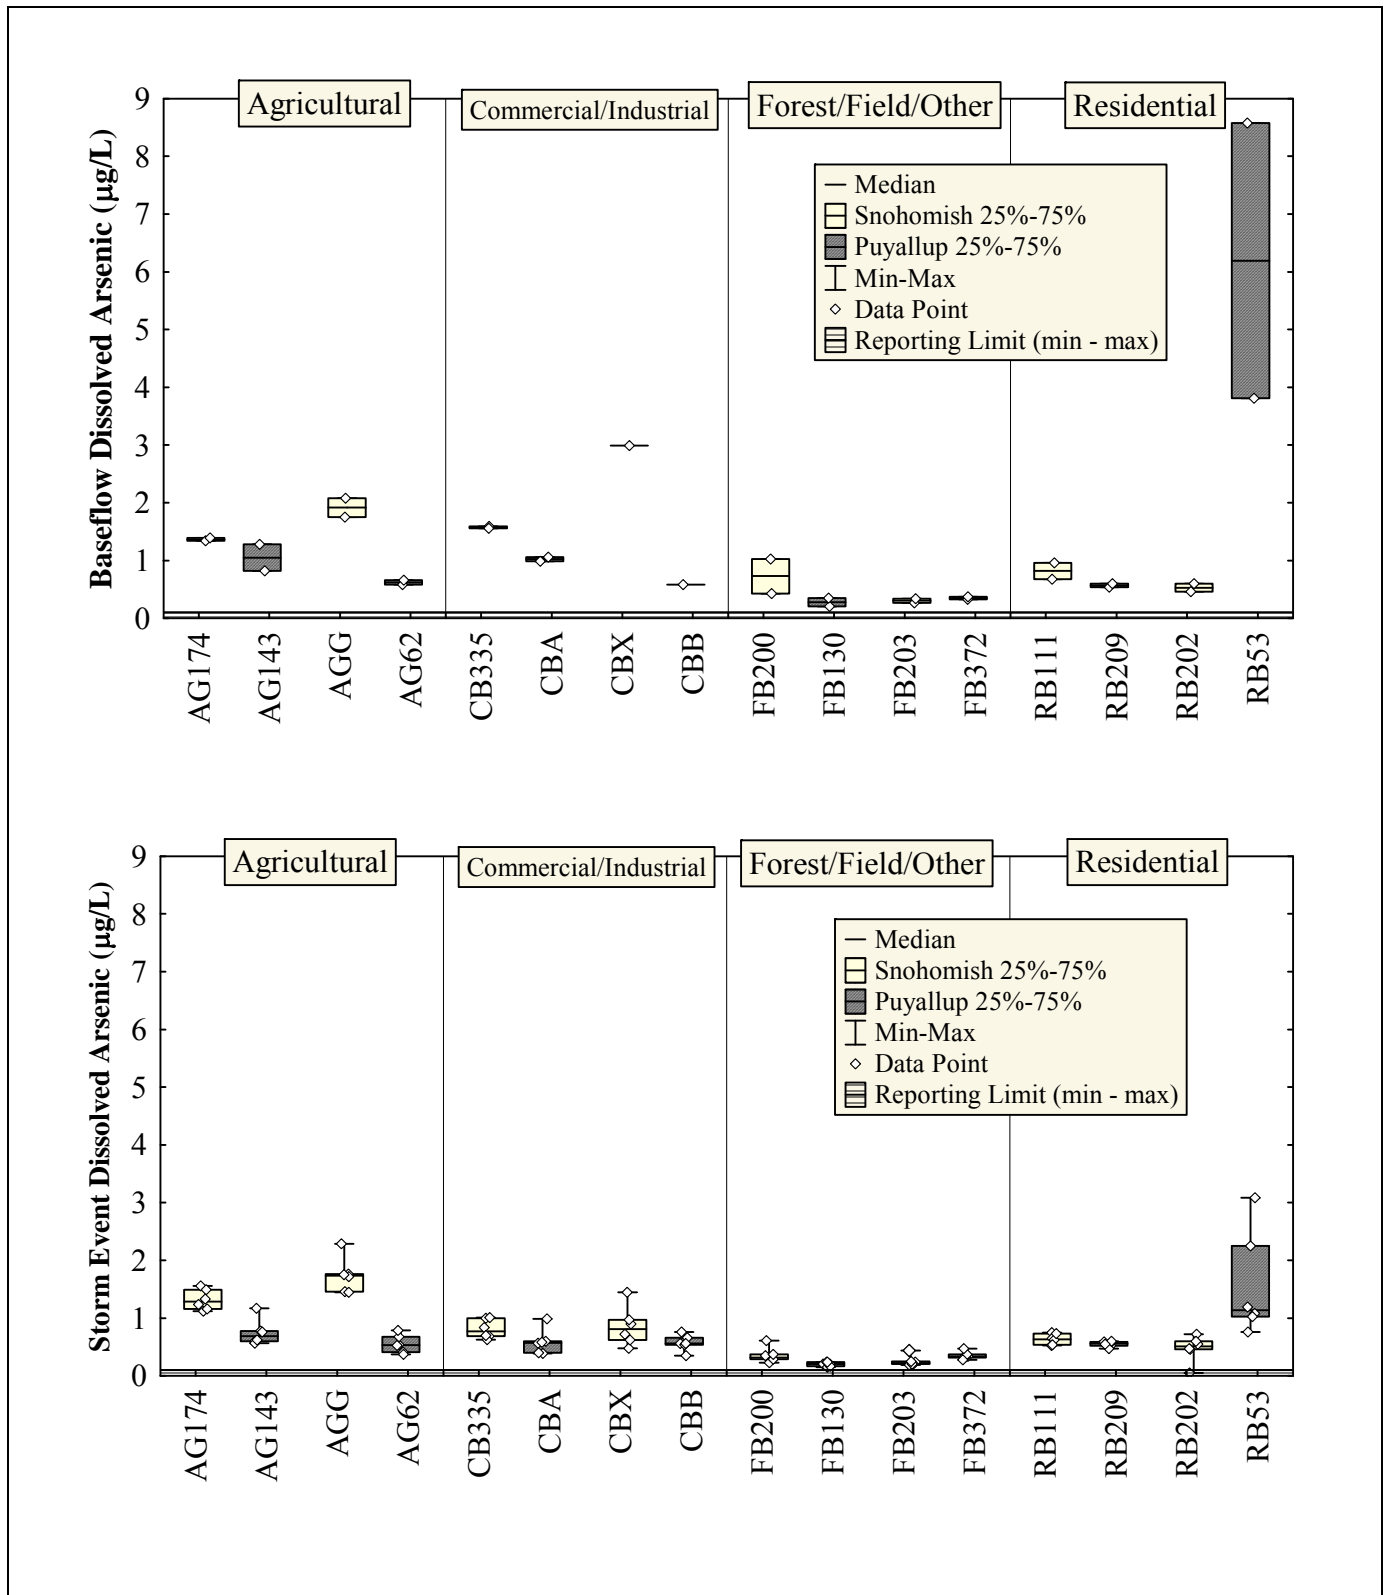 Agricultural
Commercial/Industrial
Forest/Field/Other
Residential
Baseflow Dissolved Arsenic (µg/L)
9
8
7
6
5
4
3
2
1
0
Median
Snohomish 25%-75%
Puyallup 25%-75%
Min-Max
Data Point
Reporting Limit (min - max)
AG174
AG143
AGG
AG62
CB335
CBA
CBX
CBB
FB200
FB130
FB203
FB372
RB111
RB209
RB202
RB53
Agricultural
Commercial/Industrial
Forest/Field/Other
Residential
Storm Event Dissolved Arsenic (µg/L)
9
8
7
6
5
4
3
2
1
0
Median
Snohomish 25%-75%
Puyallup 25%-75%
Min-Max
Data Point
Reporting Limit (min - max)
AG174
AG143
AGG
AG62
CB335
CBA
CBX
CBB
FB200
FB130
FB203
FB372
RB111
RB209
RB202
RB53